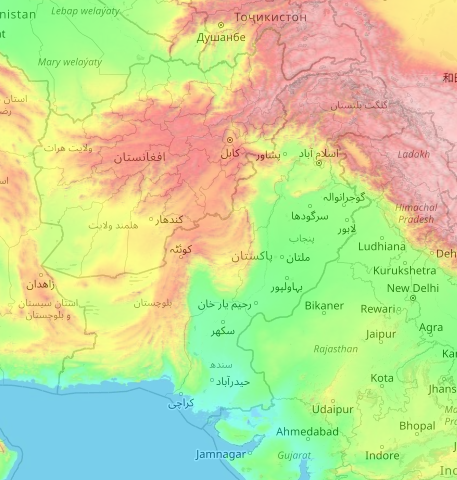 nistan
Lebap welaýaty
Тоҷикистон
Душанбе
Mary welaýaty
和田
استان
رض
ولایت هرات
افغانستان
کابل
پشاور
اسلام آباد
گلگت بلتستان
Ladakh
Himachal
Pradesh
گوجرانوالہ
سرگودھا
لاہور
پنجاب
هلمند ولایت
کندهار
کوئٹہ
پاکستان
ملتان
Ludhiana
Kurukshetra
Deh
بہاولپور
New Delhi
زاهدان
استان سیستان
و بلوچستان
بلوچستان
رحیم یار خان
Bikaner
Rewari
سکھر
Jaipur
Agra
Rajasthan
Kan
سندھ
حیدرآباد
Kota
Jhans
کراچی
Udaipur
Ahmedabad
Bhopal
Jamnagar
Gujarat
Indore